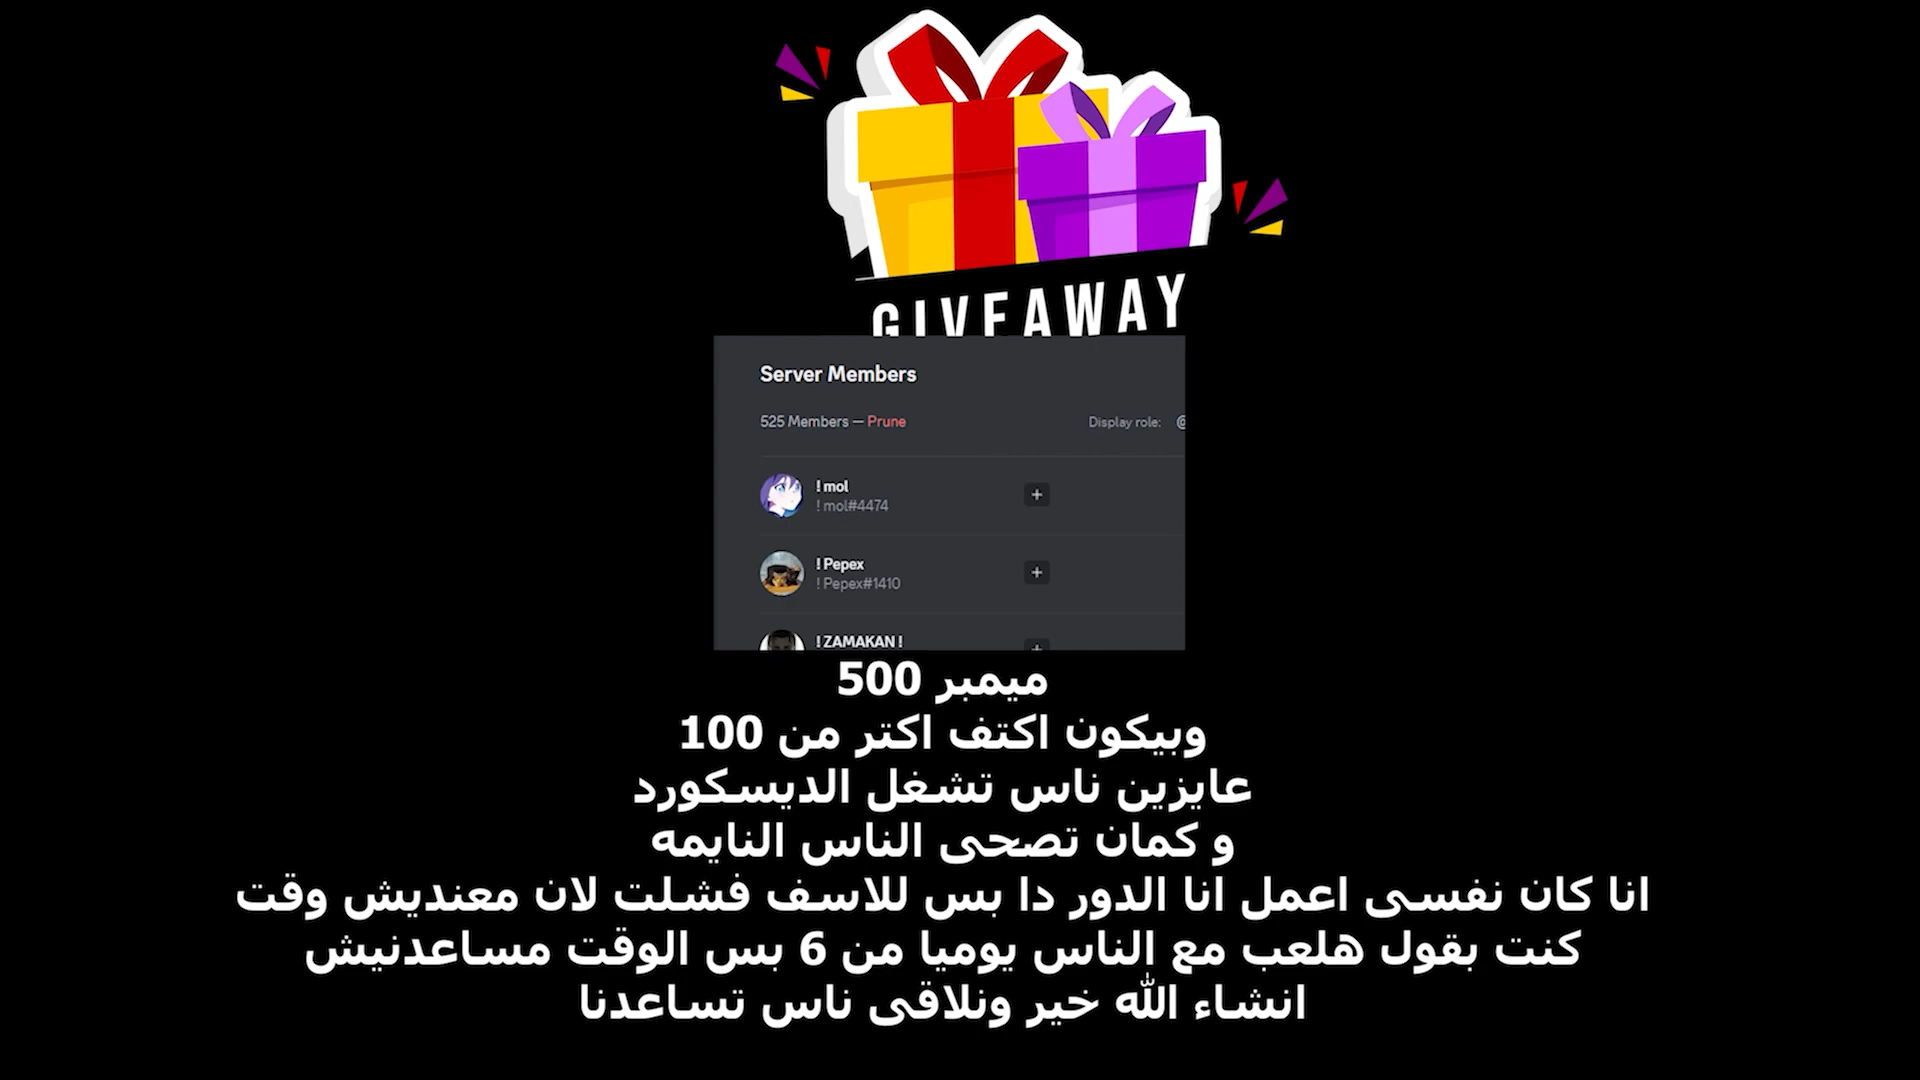 GIVEAWAY
Server Members
525 Members — Prune
Display role: @
! mol
! mol#4474
! Pepex
! Pepex#1410
! ZAMAKAN !
ميمبر 500
وبيكون اكتف اكتر من 100
عايزين ناس تشغل الديسكورد
و كمان تصحى الناس النايمه
انا كان نفسى اعمل انا الدور دا بس للاسف فشلت لان معنديش وقت
كنت بقول هلعب مع الناس يوميا من 6 بس الوقت مساعدنيش
انشاء الله خير ونلاقى ناس تساعدنا